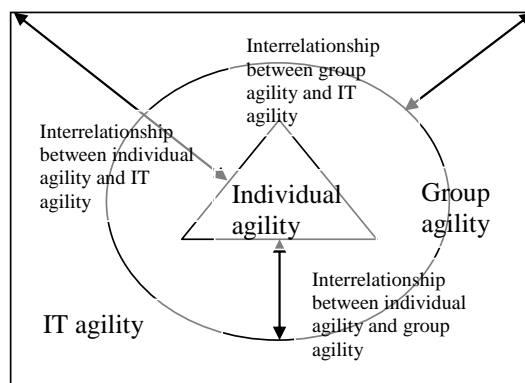 Interrelationship
between group
agility and IT
agility
Interrelationship
between individual
agility and IT
agility
Individual
agility
Group
agility
IT agility
Interrelationship
between individual
agility and group
agility